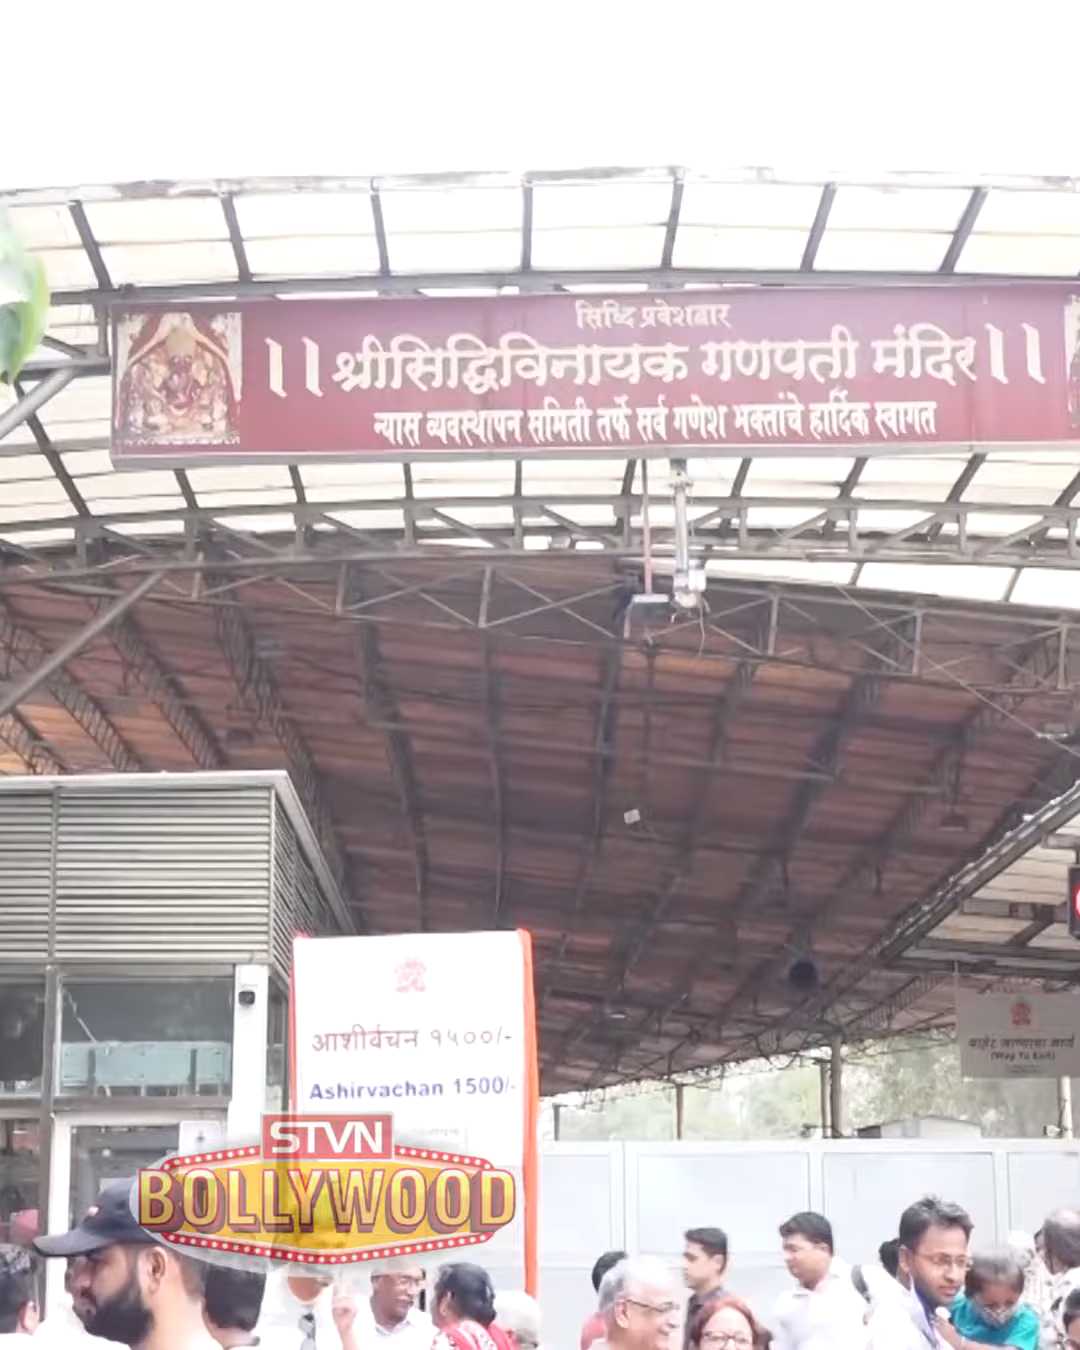 सिध्दि प्रवेशद्वार
||श्रीसिद्धिविनायक गणपती मंदिर||
न्यास व्यवस्थापन समिती तर्फे सर्व गणेश भक्तांचे हार्दिक स्वागत
आशीर्वचन १५००/-
Ashirvachan 1500/-
बाहेर जाण्याचा मार्ग
(Way To Exit)
STVN
BOLLYWOOD